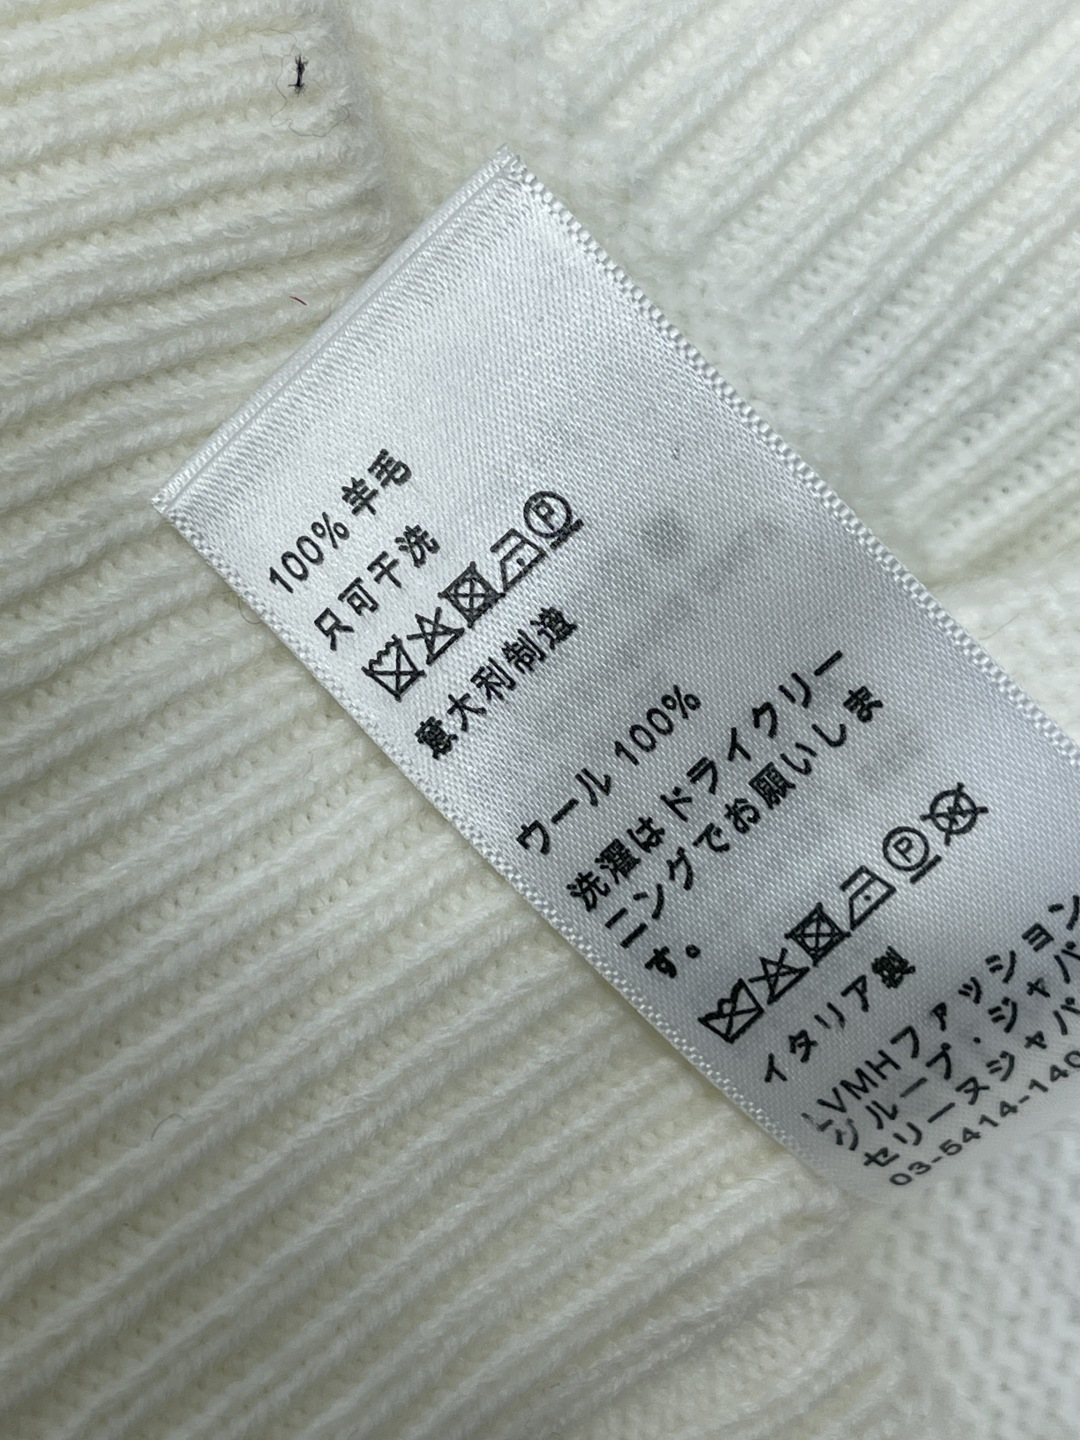 100% 羊毛
只可干洗
P
意大利制造
ウール 100%
洗濯はドライクリー
ニングでお願いしま
す。
P W
イタリア製
LVMHファッション
グループ・ジャパ
セリーヌジャパ
03-5414-140